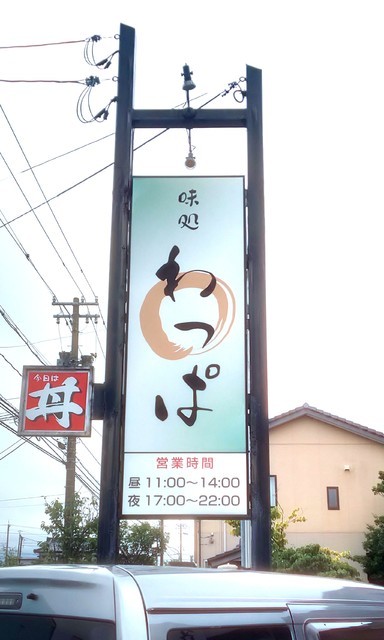 味処
わっぱ
営業時間
昼 11:00〜14:00
夜 17:00〜22:00
今日は
丼